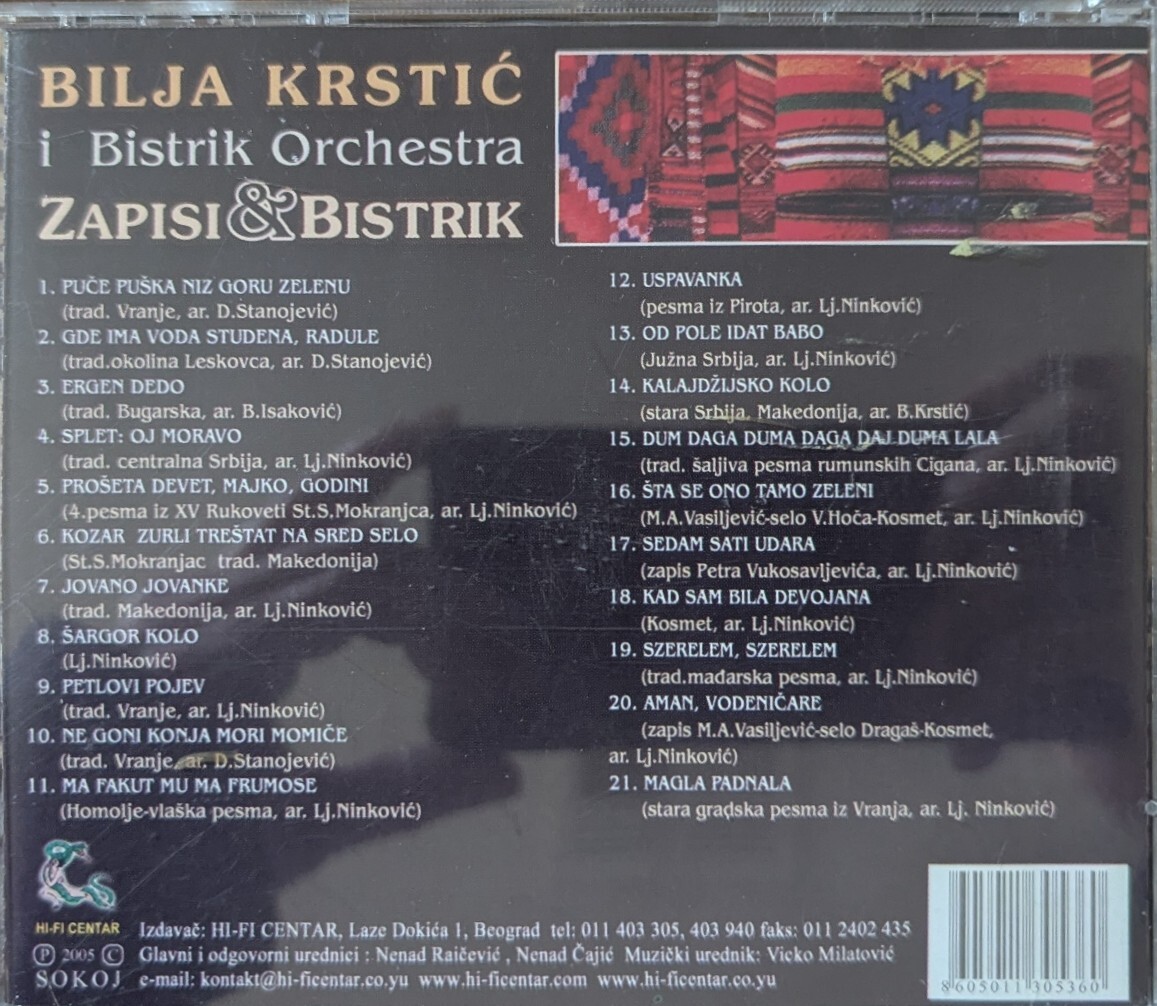 BILJA KRSTIĆ
i Bistrik Orchestra
ZAPISI & BISTRIK
1. PUČE PUŠKA NIZ GORU ZELENU
(trad. Vranje, ar. D.Stanojević)
2. GDE IMA VODA STUDENA, RADULE
(trad.okolina Leskovca, ar. D.Stanojević)
3. ERGEN DEDO
(trad. Bugarska, ar. B.Isaković)
4. SPLET: OJ MORAVO
(trad. centralna Srbija, ar. Lj.Ninković)
5. PROŠETA DEVET, MAJKO, GODINI
(4.pesma iz XV Rukoveti St.S.Mokranjca, ar. Lj.Ninković)
6. KOZAR ZURLI TREŠTAT NA SRED SELO
(St.S.Mokranjac trad. Makedonija)
7. JOVANO JOVANKE
(trad. Makedonija, ar. Lj.Ninković)
8. ŠARGOR KOLO
(Lj.Ninković)
9. PETLOVI POJEV
(trad. Vranje, ar. Lj.Ninković)
10. NE GONI KONJA MORI MOMIČE
(trad. Vranje, ar. D.Stanojević)
11. MA FAKUT MU MA FRUMOSE
(Homolje-vlaška pesma, ar. Lj.Ninković)
12. USPAVANKA
(pesma iz Pirota, ar. Lj.Ninković)
13. OD POLE IDAT BABO
(Južna Srbija, ar. Lj.Ninković)
14. KALAJDŽIJSKO KOLO
(stara Srbija, Makedonija, ar. B.Krstić)
15. DUM DAGA DUMA DAGA DAJ DUMA LALA
(trad. šaljiva pesma rumunskih Cigana, ar. Lj.Ninković)
16. ŠTA SE ONO TAMO ZELENI
(M.A.Vasiljević-selo V.Hoča-Kosmet, ar. Lj.Ninković)
17. SEDAM SATI UDARA
(zapis Petra Vukosavljevića, ar. Lj.Ninković)
18. KAD SAM BILA DEVOJANA
(Kosmet, ar. Lj.Ninković)
19. SZERELEM, SZERELEM
(trad.mađarska pesma, ar. Lj.Ninković)
20. AMAN, VODENIČARE
(zapis M.A.Vasiljević-selo Dragaš-Kosmet,
ar. Lj.Ninković)
21. MAGLA PADNALA
(stara gradska pesma iz Vranja, ar. Lj. Ninković)
HI-FI CENTAR
Ⓟ 2005 ©
SOKOJ
Izdavač: HI-FI CENTAR, Laze Dokića 1, Beograd tel: 011 403 305, 403 940 faks: 011 2402 435
Glavni i odgovorni urednici : Nenad Raičević , Nenad Čajić Muzički urednik: Vicko Milatović
e-mail: kontakt@hi-ficentar.co.yu www.hi-ficentar.com www.hi-ficentar.co.yu
8605011305360